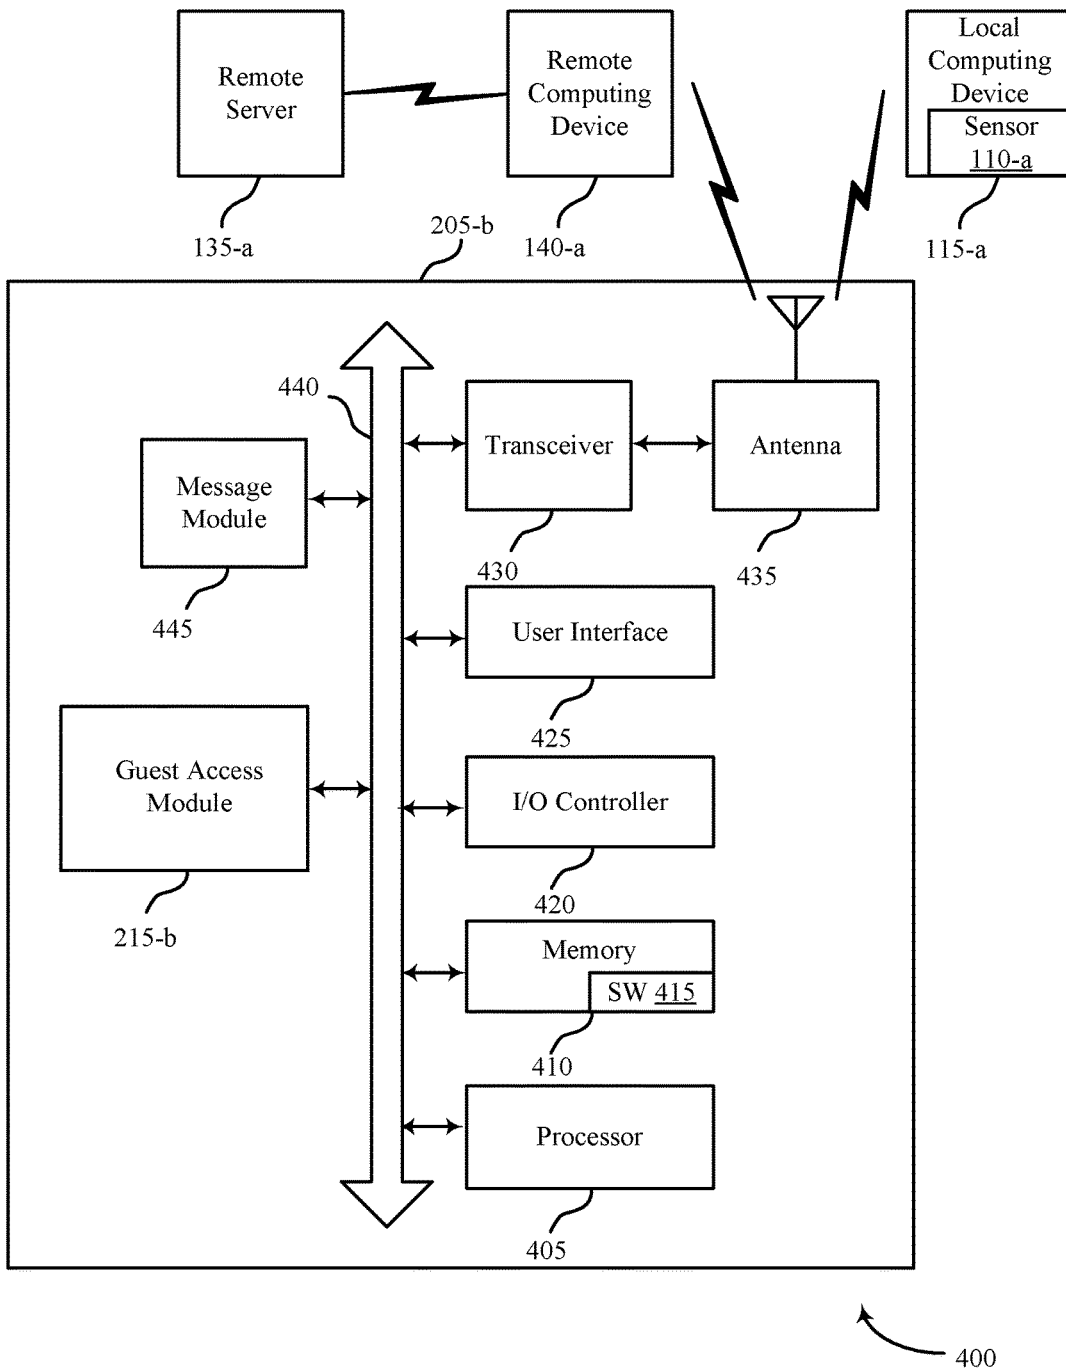 Remote
Server
Remote
Computing
Device
Local
Computing
Device
Sensor
110-a
135-a
205-b
140-a
115-a
440
Transceiver
Antenna
Message
Module
430
435
445
User Interface
425
Guest Access
Module
I/O Controller
215-b
420
Memory
SW 415
410
Processor
405
400